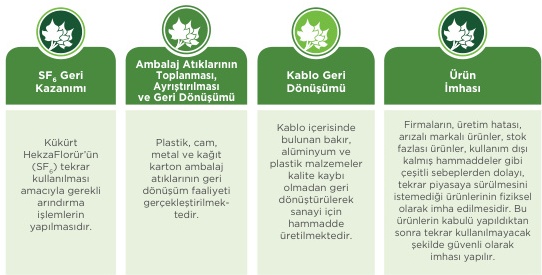 SF₆ Geri
Kazanımı
Kükürt
HekzaFlorür'ün
(SF₆) tekrar
kullanılması
amacıyla gerekli
arındırma
işlemlerin
yapılmasıdır.
Ambalaj Atıklarının
Toplanması,
Ayrıştırılması
ve Geri Dönüşümü
Plastik, cam,
metal ve kağıt
karton ambalaj
atıklarının geri
dönüşüm faaliyeti
gerçekleştirilmek-
tedir.
Kablo Geri
Dönüşümü
Kablo içerisinde
bulunan bakır,
alüminyum ve
plastik malzemeler
kalite kaybı
olmadan geri
dönüştürülerek
sanayi için
hammadde
üretilmektedir.
Ürün
İmhası
Firmaların, üretim hatası,
arızalı markalı ürünler, stok
fazlası ürünler, kullanım dışı
kalmış hammaddeler gibi
çeşitli sebeplerden dolayı,
tekrar piyasaya sürülmesini
istemediği ürünlerinin fiziksel
olarak imha edilmesidir. Bu
ürünlerin kabulü yapıldıktan
sonra tekrar kullanılmayacak
şekilde güvenli olarak
imhası yapılır.